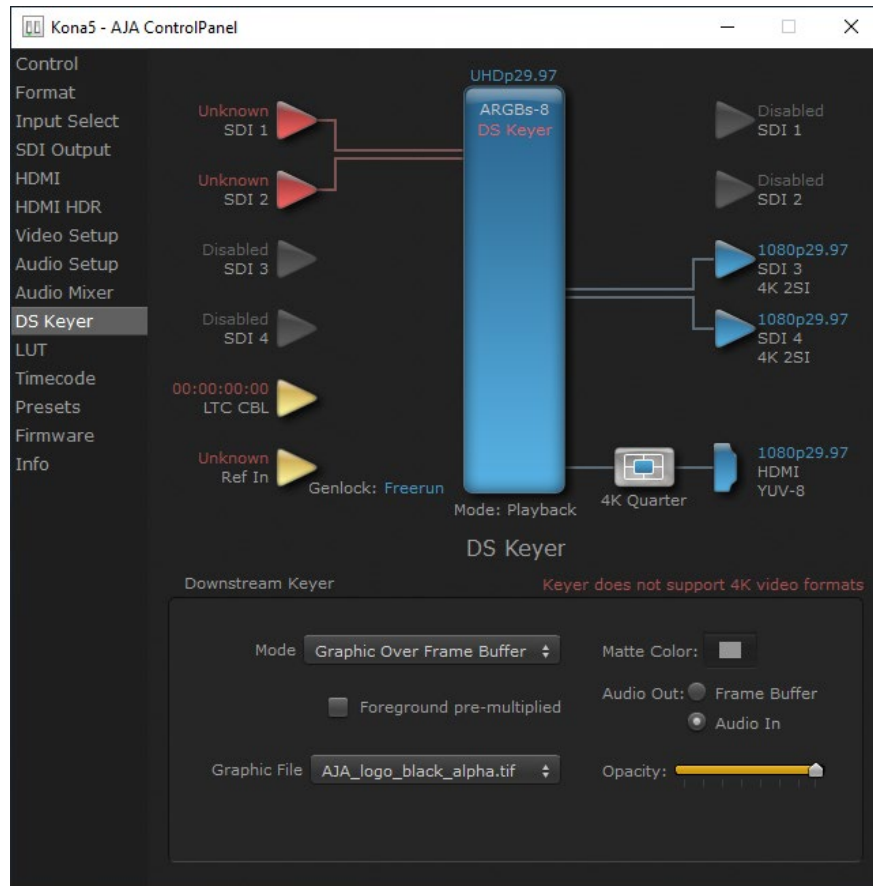 Kona5 - AJA ControlPanel
Control
Format
Input Select
SDI Output
HDMI
HDMI HDR
Video Setup
Audio Setup
Audio Mixer
DS Keyer
LUT
Timecode
Presets
Firmware
Info
Unknown
SDI 1
Unknown
SDI 2
Disabled
SDI 3
Disabled
SDI 4
00:00:00:00
LTC CBL
Unknown
Ref In
Genlock: Freerun
UHDp29.97
ARGBs-8
DS Keyer
Mode: Playback
Disabled
SDI 1
Disabled
SDI 2
1080p29.97
SDI 3
4K 2SI
1080p29.97
SDI 4
4K 2SI
4K Quarter
1080p29.97
HDMI
YUV-8
DS Keyer
Downstream Keyer
Keyer does not support 4K video formats
Mode Graphic Over Frame Buffer
Foreground pre-multiplied
Graphic File AJA_logo_black_alpha.tif
Matte Color:
Audio Out: Frame Buffer
Audio In
Opacity: